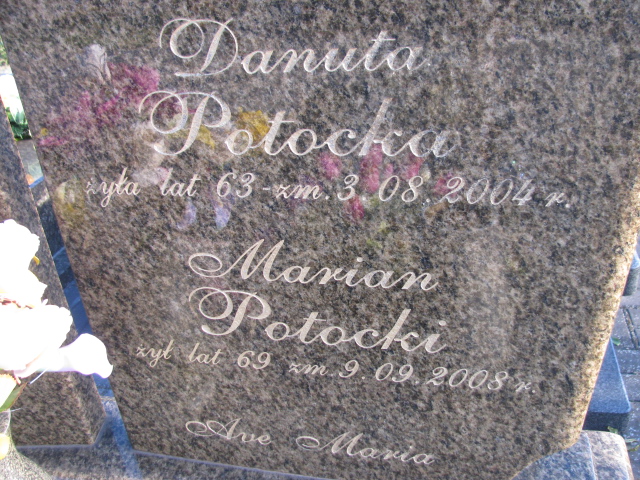 Danuta
Potocka
żyła lat 63 - zm. 3.08.2004 r.
Marian
Potocki
żył lat 69 zm. 9.09.2008 r.
Ave Maria